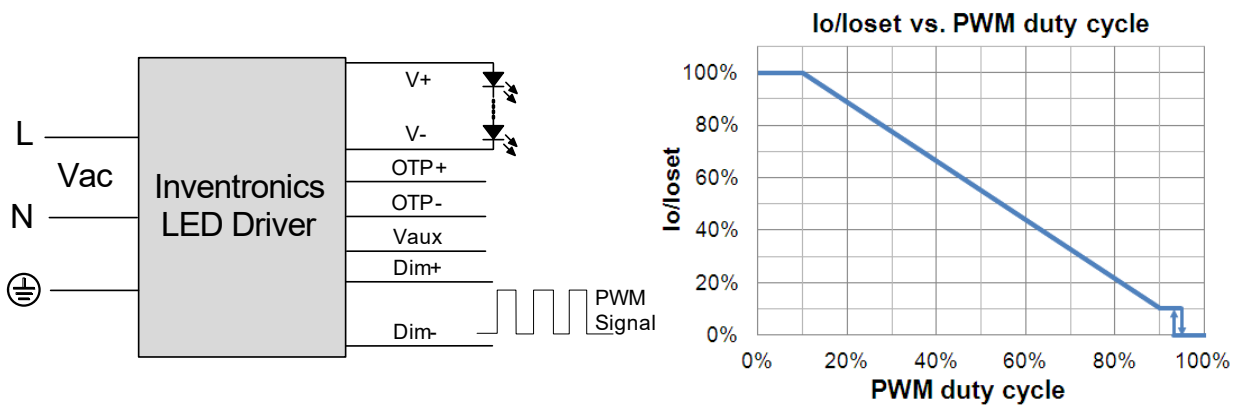 L
Vac
N
Inventronics
LED Driver
V+
V-
OTP+
OTP-
Vaux
Dim+
Dim-
PWM
Signal
Io/Ioset vs. PWM duty cycle
Io/Ioset
100%
80%
60%
40%
20%
0%
0% 20% 40% 60% 80% 100%
PWM duty cycle